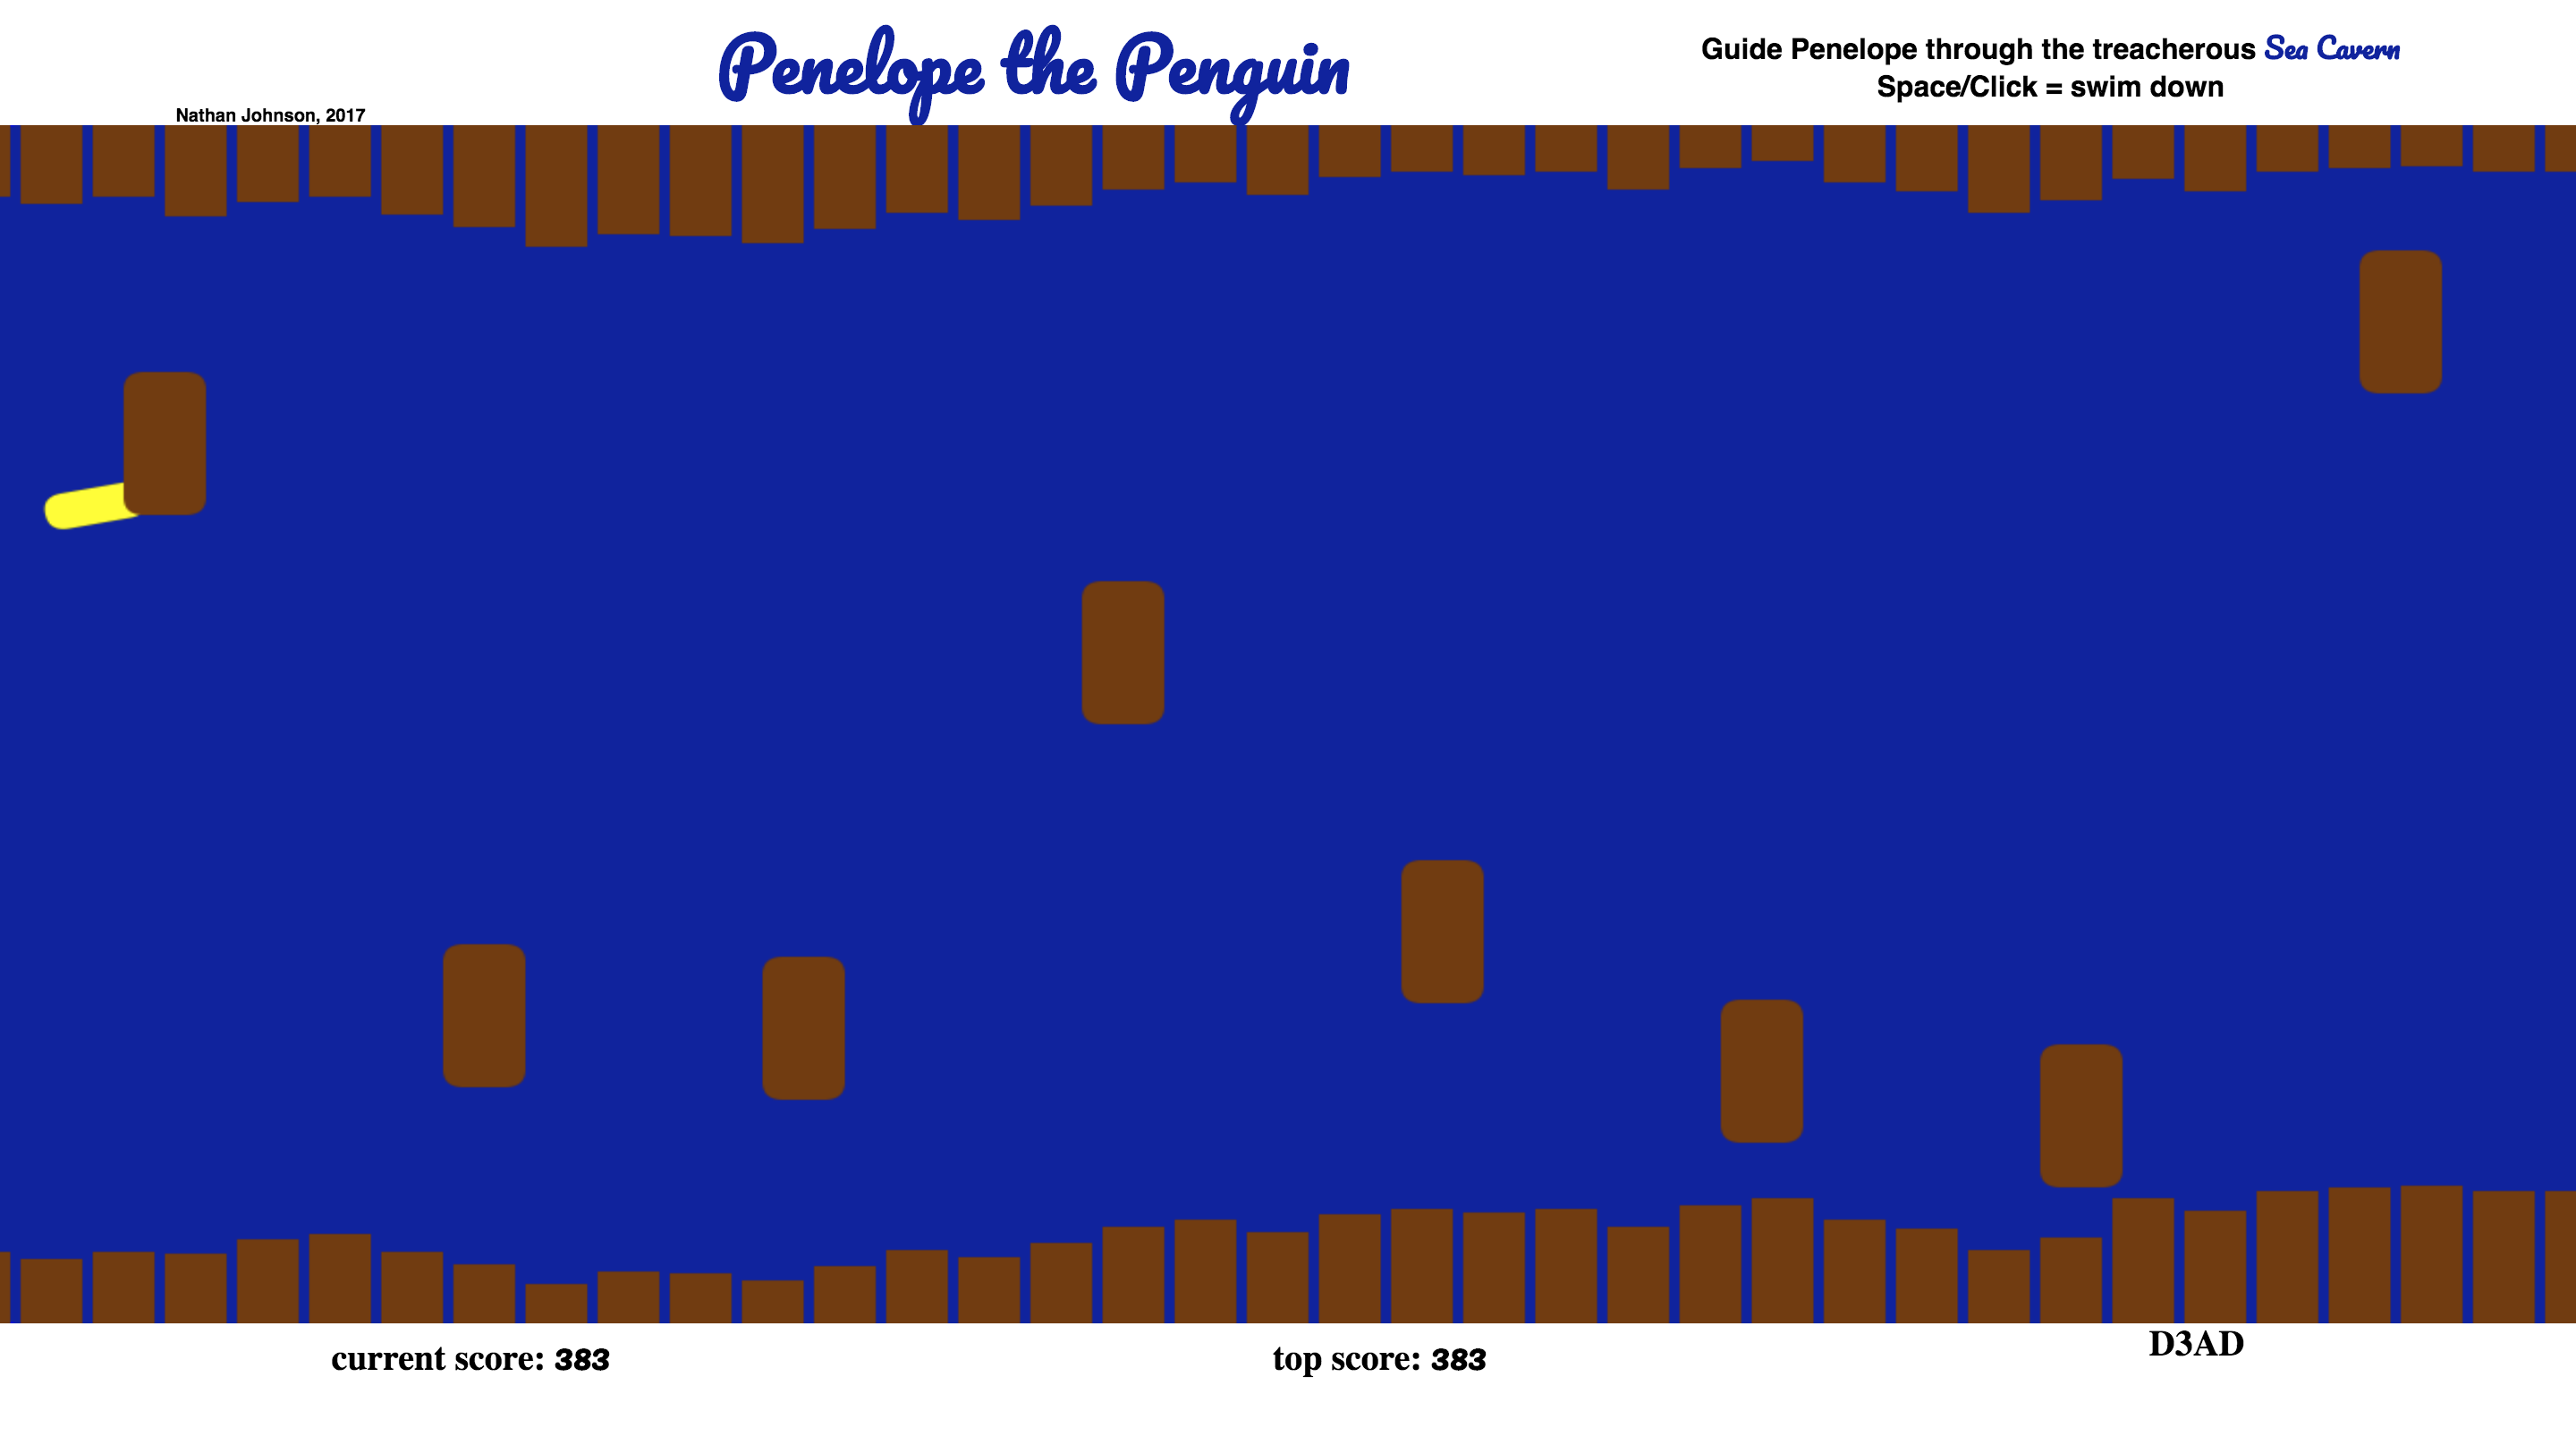 Penelope the Penguin
Guide Penelope through the treacherous Sea Cavern
Space/Click = swim down
Nathan Johnson, 2017
current score: 383
top score: 383
D3AD